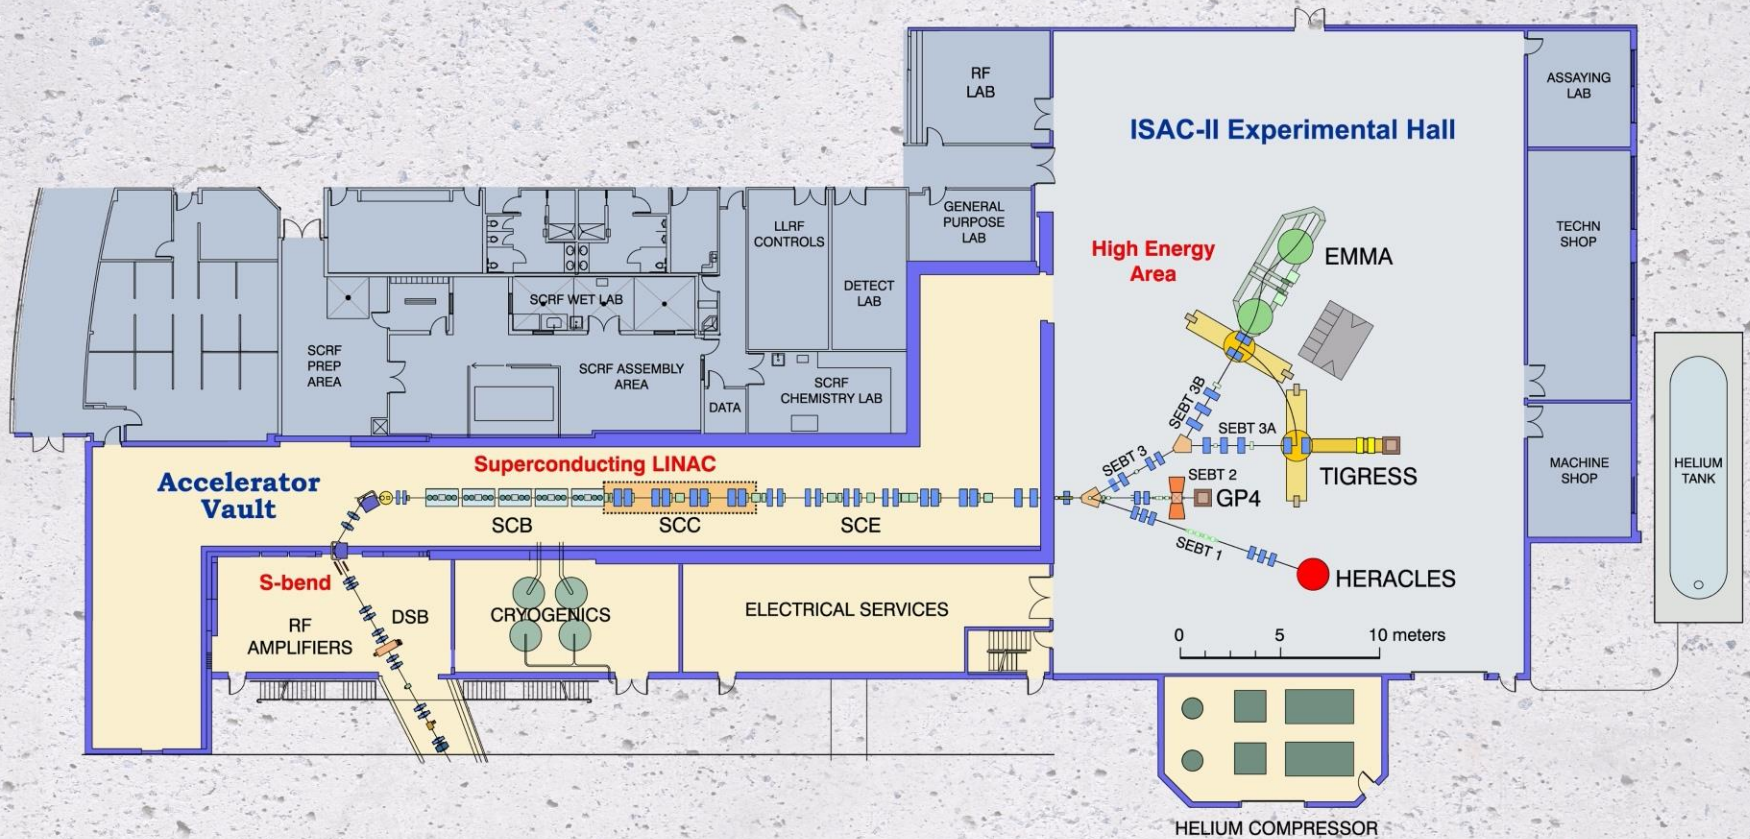 RF
LAB
ASSAYING
LAB
ISAC-II Experimental Hall
GENERAL
PURPOSE
LAB
LLRF
CONTROLS
TECHN
SHOP
High Energy
Area
EMMA
DETECT
LAB
SCRF WET LAB
SCRF
PREP
AREA
SCRF ASSEMBLY
AREA
SCRF
CHEMISTRY LAB
DATA
SEBT 3B
SEBT 3A
SEBT 3
SEBT 2
TIGRESS
GP4
MACHINE
SHOP
HELIUM
TANK
Accelerator
Vault
Superconducting LINAC
SCB
SCC
SCE
SEBT 1
HERACLES
S-bend
RF
AMPLIFIERS
DSB
CRYOGENICS
ELECTRICAL SERVICES
0 5 10 meters
HELIUM COMPRESSOR